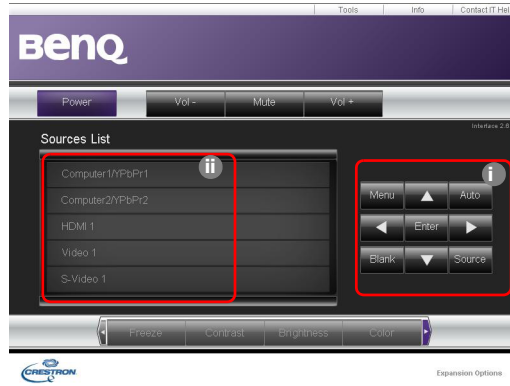 Tools Info Contact IT Hel
BenQ
Power Vol - Mute Vol +
Interface 2.0
Sources List
ii
i
Computer1/YPbPr1
Computer2/YPbPr2
HDMI 1
Video 1
S-Video 1
Menu Auto
Enter
Blank Source
Freeze Contrast Brightness Color
CRESTRON
Expansion Options